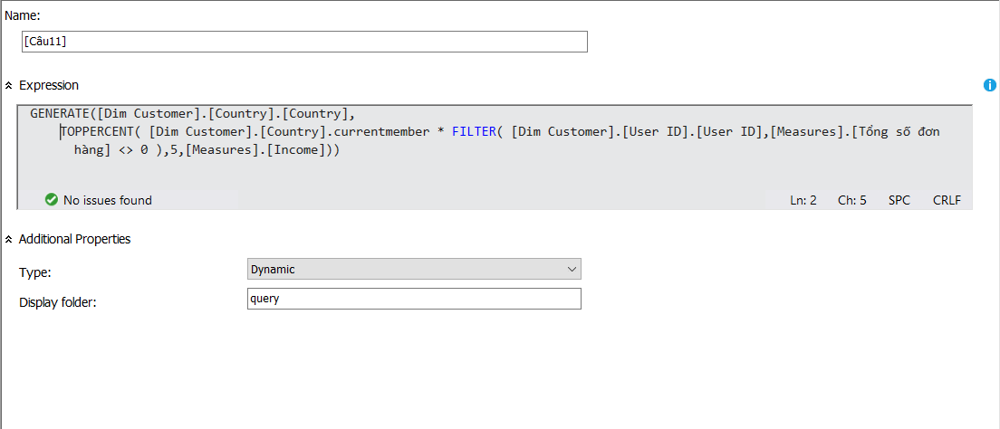 Name:
[Câu11]
Expression
GENERATE([Dim Customer].[Country].[Country],
TOPPERCENT( [Dim Customer].[Country].currentmember * FILTER( [Dim Customer].[User ID].[User ID],[Measures].[Tổng số đơn
hàng] <> 0 ),5,[Measures].[Income]))
No issues found
Ln: 2 Ch: 5 SPC CRLF
Additional Properties
Type:
Dynamic
Display folder:
query